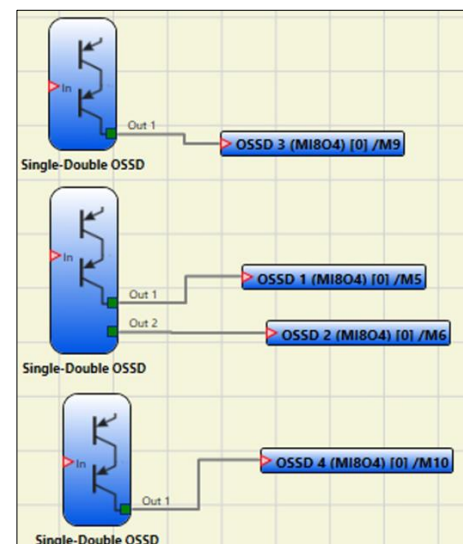 In
Out 1
OSSD 3 (MI8O4) [0] /M9
Single-Double OSSD
In
Out 1
OSSD 1 (MI8O4) [0] /M5
Out 2
OSSD 2 (MI8O4) [0] /M6
Single-Double OSSD
In
OSSD 4 (MI8O4) [0] /M10
Out 1
Single-Double OSSD